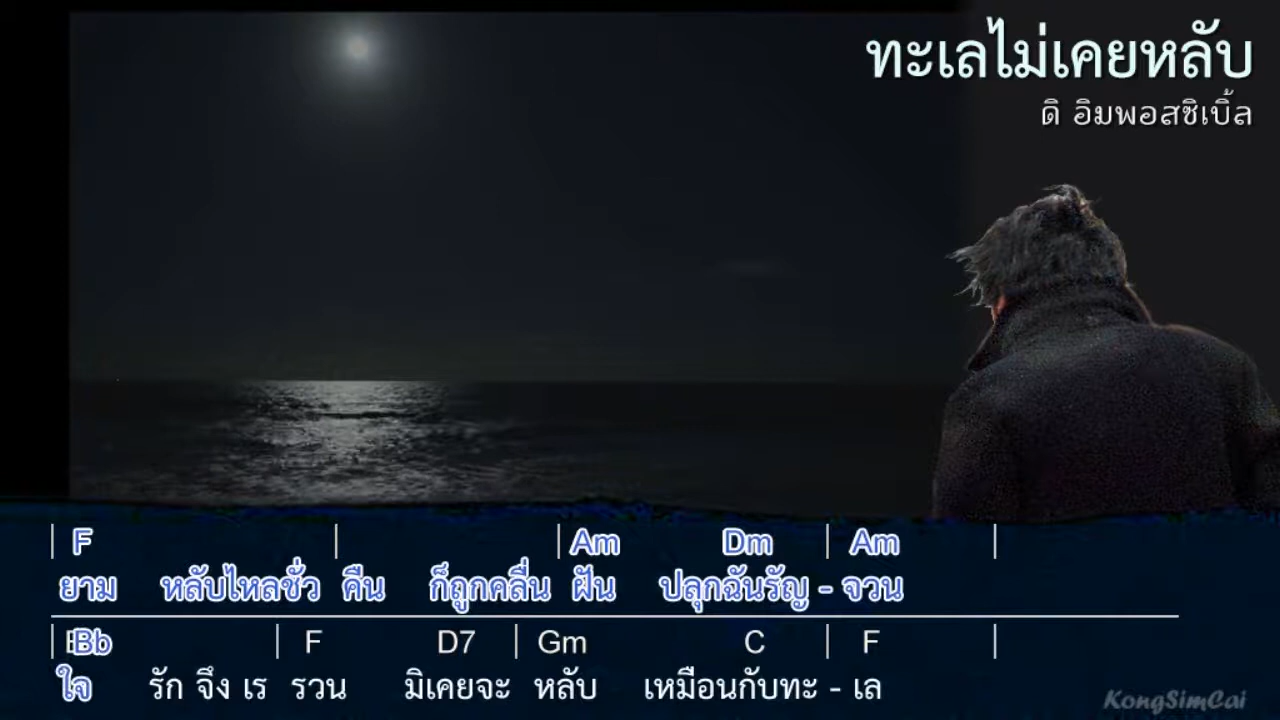 ทะเลไม่เคยหลับ
ดิ อิมพอสซิเบิ้ล
| F | | Am Dm | Am |
ยาม หลับไหลชั่ว คืน ก็ถูกคลื่น ฝัน ปลุกฉันรัญ - จวน
| Bb | F D7 | Gm C | F |
ใจ รัก จึง เร รวน มิเคยจะ หลับ เหมือนกับทะ - เล
KongSimCai